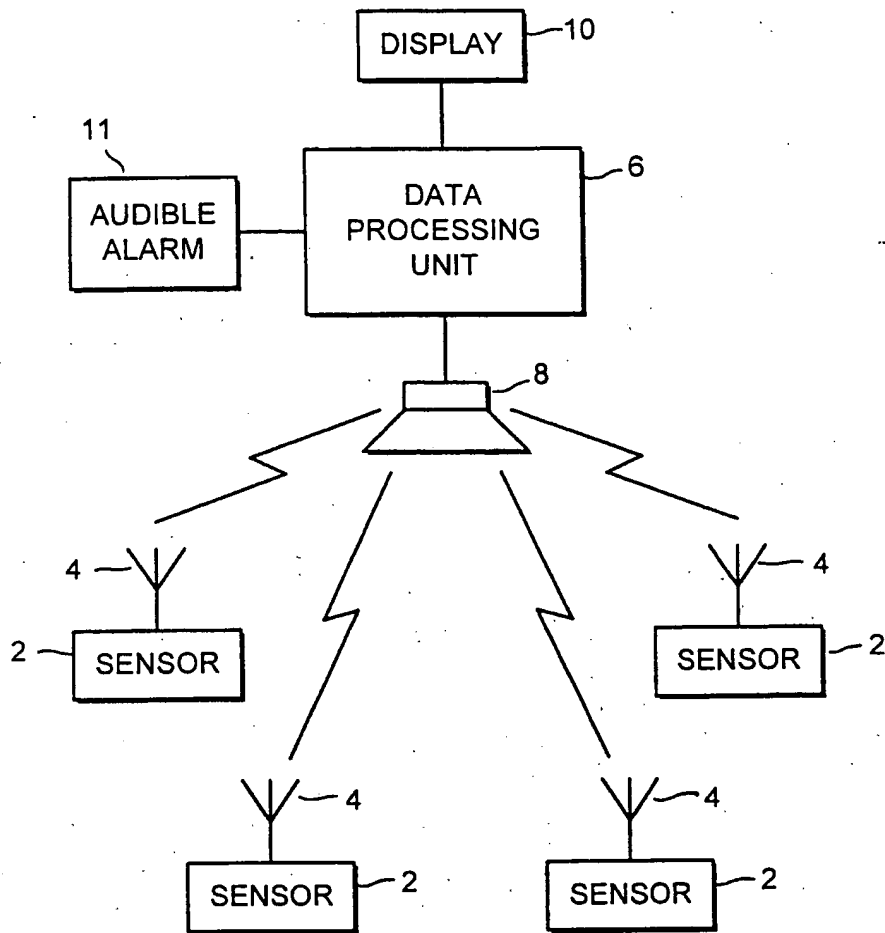 DISPLAY
10
11
AUDIBLE
ALARM
DATA
PROCESSING
UNIT
6
8
4
2
SENSOR
4
SENSOR
2
4
SENSOR
2
4
SENSOR
2